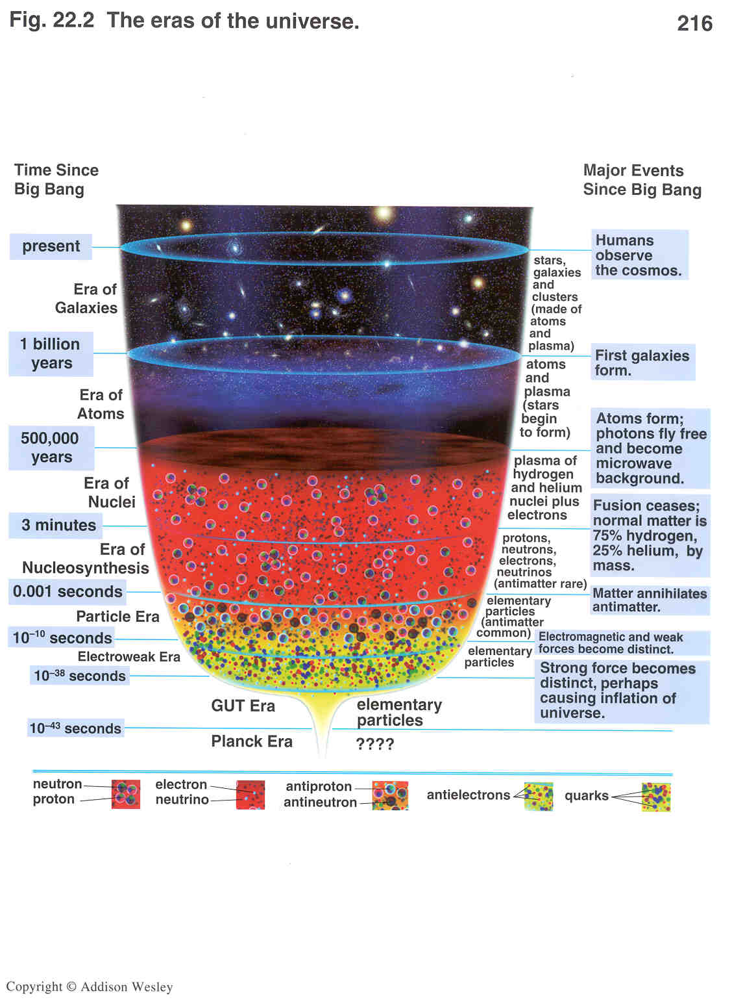 Fig. 22.2 The eras of the universe.
216
Time Since
Big Bang
Major Events
Since Big Bang
present
Humans
observe
the cosmos.
stars,
galaxies
and
clusters
(made of
atoms
and
plasma)
Era of
Galaxies
1 billion
years
First galaxies
form.
atoms
and
plasma
(stars
begin
to form)
Era of
Atoms
500,000
years
Atoms form;
photons fly free
and become
microwave
background.
plasma of
hydrogen
and helium
nuclei plus
electrons
Era of
Nuclei
3 minutes
Fusion ceases;
normal matter is
75% hydrogen,
25% helium, by
mass.
protons,
neutrons,
electrons,
neutrinos
(antimatter rare)
Era of
Nucleosynthesis
0.001 seconds
Matter annihilates
antimatter.
elementary
particles
(antimatter
common)
Particle Era
10⁻¹⁰ seconds
Electromagnetic and weak
forces become distinct.
elementary
particles
Electroweak Era
10⁻³⁸ seconds
Strong force becomes
distinct, perhaps
causing inflation of
universe.
GUT Era
elementary
particles
10⁻⁴³ seconds
Planck Era
????
neutron
proton
electron
neutrino
antiproton
antineutron
antielectrons
quarks
Copyright © Addison Wesley